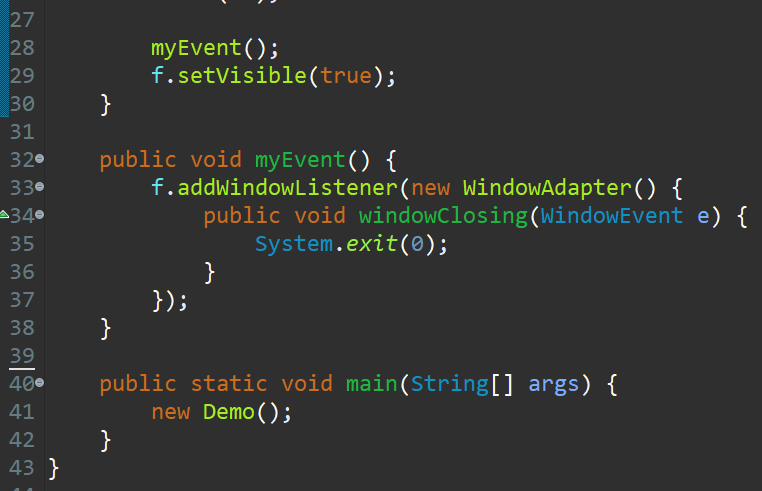 27
28 myEvent();
29 f.setVisible(true);
30 }
31
32 public void myEvent() {
33 f.addWindowListener(new WindowAdapter() {
34 public void windowClosing(WindowEvent e) {
35 System.exit(0);
36 }
37 });
38 }
39
40 public static void main(String[] args) {
41 new Demo();
42 }
43 }